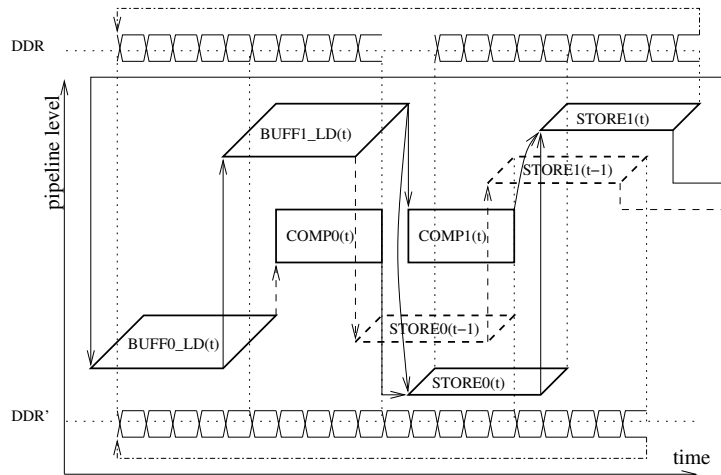 DDR
pipeline level
STORE1(t)
BUFF1_LD(t)
STORE1(t−1)
COMP0(t)
COMP1(t)
STORE0(t−1)
BUFF0_LD(t)
STORE0(t)
DDR'
time